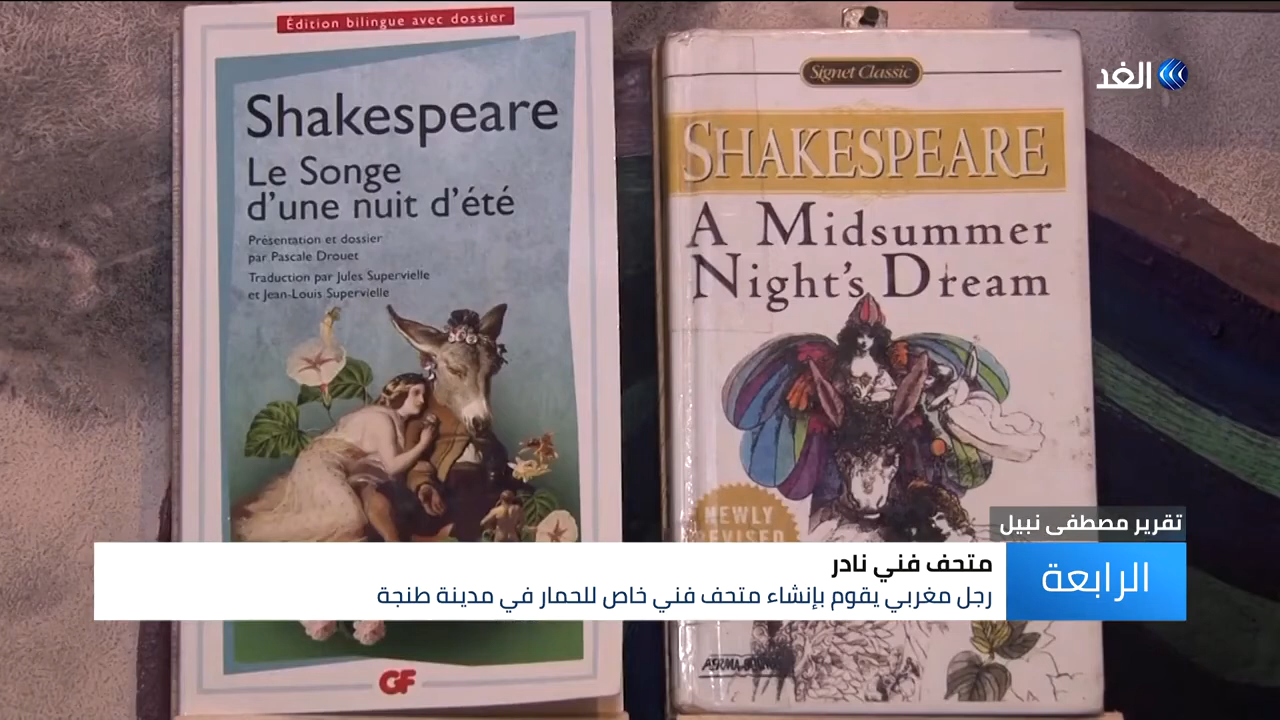 Édition bilingue avec dossier
Shakespeare
Le Songe
d'une nuit d'été
Présentation et dossier
par Pascale Drouet
Traduction par Jules Supervielle
et Jean-Louis Supervielle
GF
Signet Classic
SHAKESPEARE
A Midsummer
Night's Dream
NEWLY
REVISED
الغد
تقرير مصطفى نبيل
الرابعة
متحف فني نادر
رجل مغربي يقوم بإنشاء متحف فني خاص للحمار في مدينة طنجة